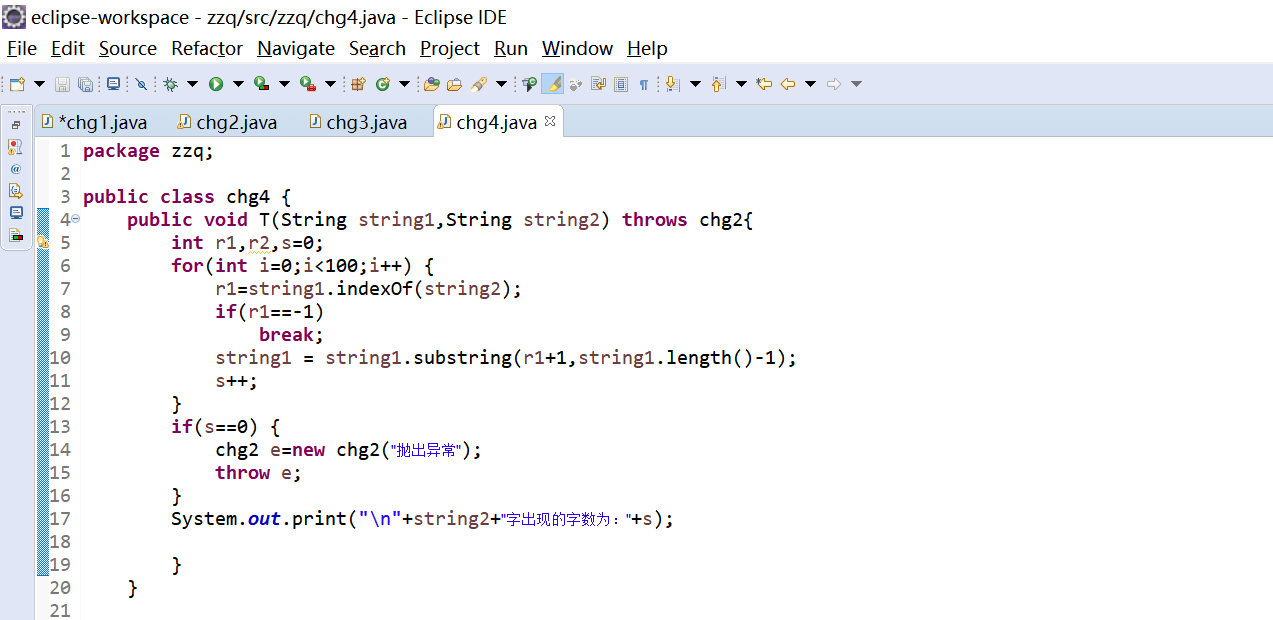 eclipse-workspace - zzq/src/zzq/chg4.java - Eclipse IDE
File Edit Source Refactor Navigate Search Project Run Window Help
*chg1.java chg2.java chg3.java chg4.java
1 package zzq;
2
3 public class chg4 {
4 public void T(String string1,String string2) throws chg2{
5 int r1,r2,s=0;
6 for(int i=0;i<100;i++) {
7 r1=string1.indexOf(string2);
8 if(r1==-1)
9 break;
10 string1 = string1.substring(r1+1,string1.length()-1);
11 s++;
12 }
13 if(s==0) {
14 chg2 e=new chg2("抛出异常");
15 throw e;
16 }
17 System.out.print("\n"+string2+"字出现的字数为："+s);
18
19 }
20 }
21